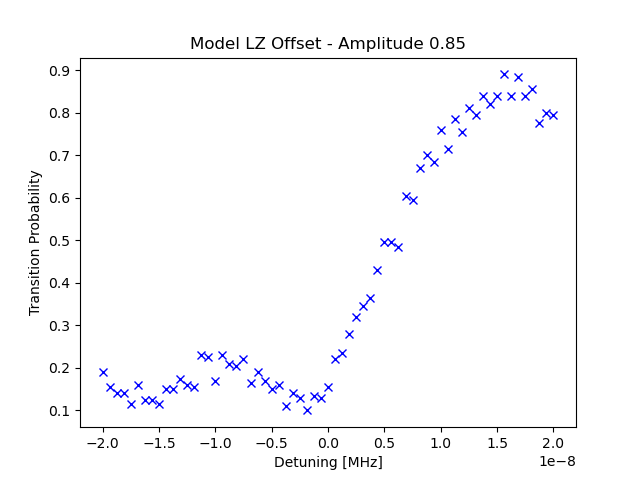 Model LZ Offset - Amplitude 0.85
0.9
0.8
0.7
0.6
0.5
0.4
0.3
0.2
0.1
Transition Probability
−2.0 −1.5 −1.0 −0.5 0.0 0.5 1.0 1.5 2.0
1e−8
Detuning [MHz]